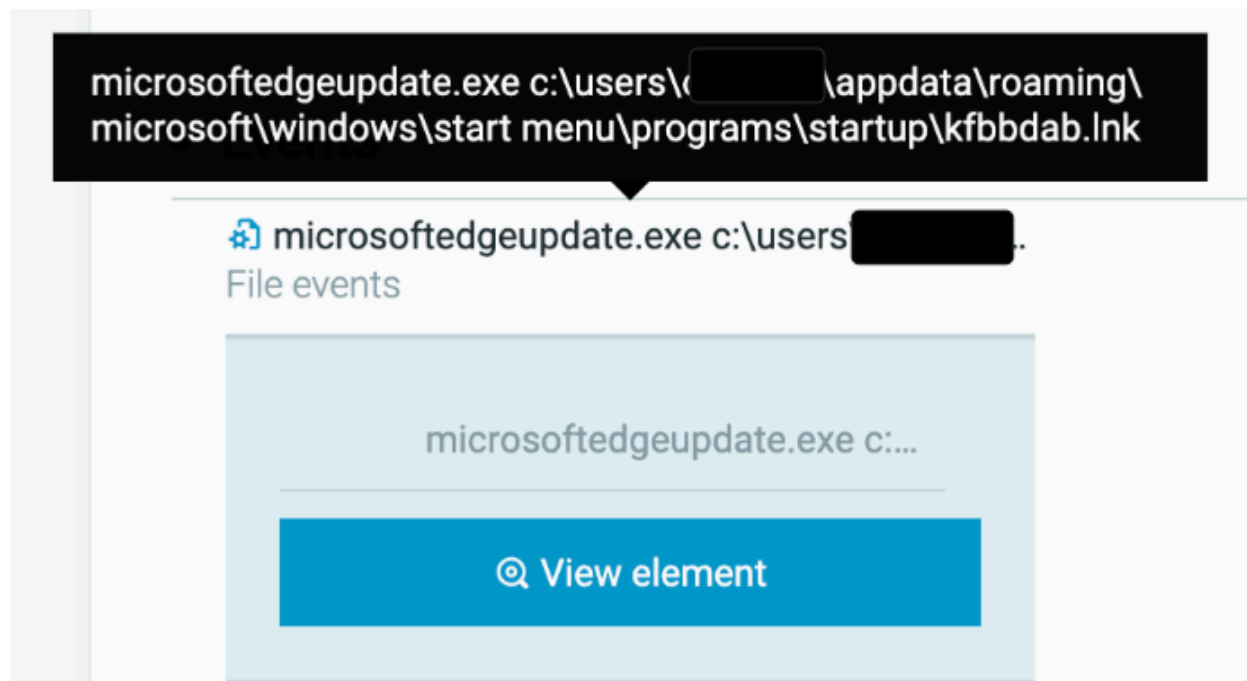 microsoftedgeupdate.exe c:\users\ \appdata\roaming\
microsoft\windows\start menu\programs\startup\kfbbdab.lnk
Events
microsoftedgeupdate.exe c:\users ..
File events
microsoftedgeupdate.exe c:...
View element